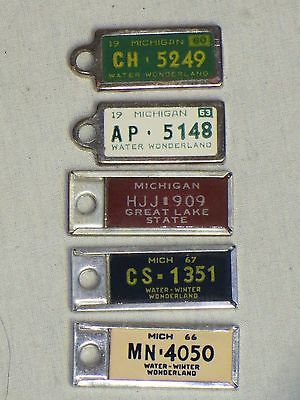 19 MICHIGAN 60
CH·5249
WATER WONDERLAND
19 MICHIGAN 63
AP·5148
WATER WONDERLAND
MICHIGAN
HJJ 909
GREAT LAKE
STATE
MICH 67
CS-1351
WATER-WINTER
WONDERLAND
MICH 66
MN-4050
WATER-WINTER
WONDERLAND